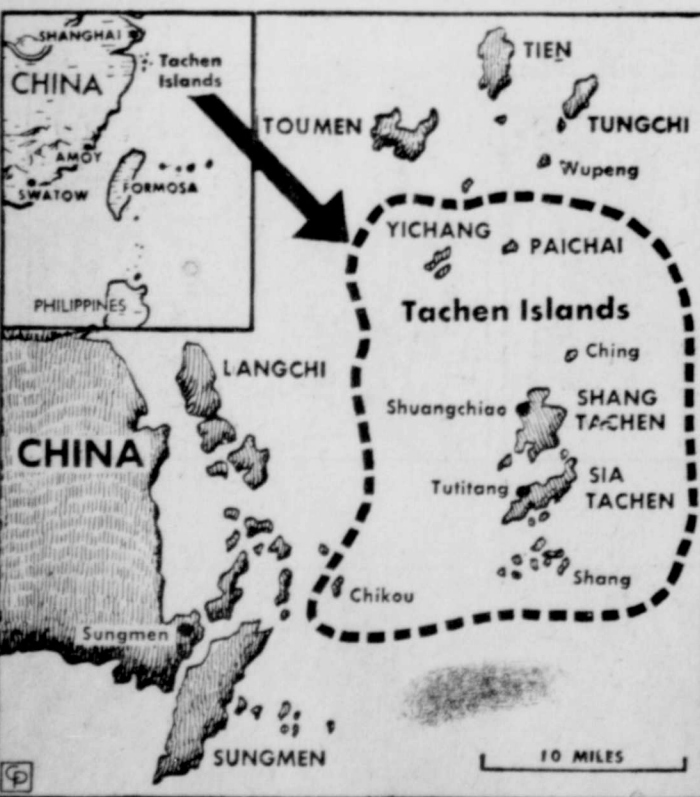 SHANGHAI
Tachen
Islands
CHINA
AMOY
SWATOW
FORMOSA
PHILIPPINES
TIEN
TOUMEN
TUNGCHI
Wupeng
YICHANG
PAICHAI
Tachen Islands
Ching
LANGCHI
Shuangchiao
SHANG
TACHEN
CHINA
Tutitang
SIA
TACHEN
Shang
Chikou
Sungmen
SUNGMEN
10 MILES
CP